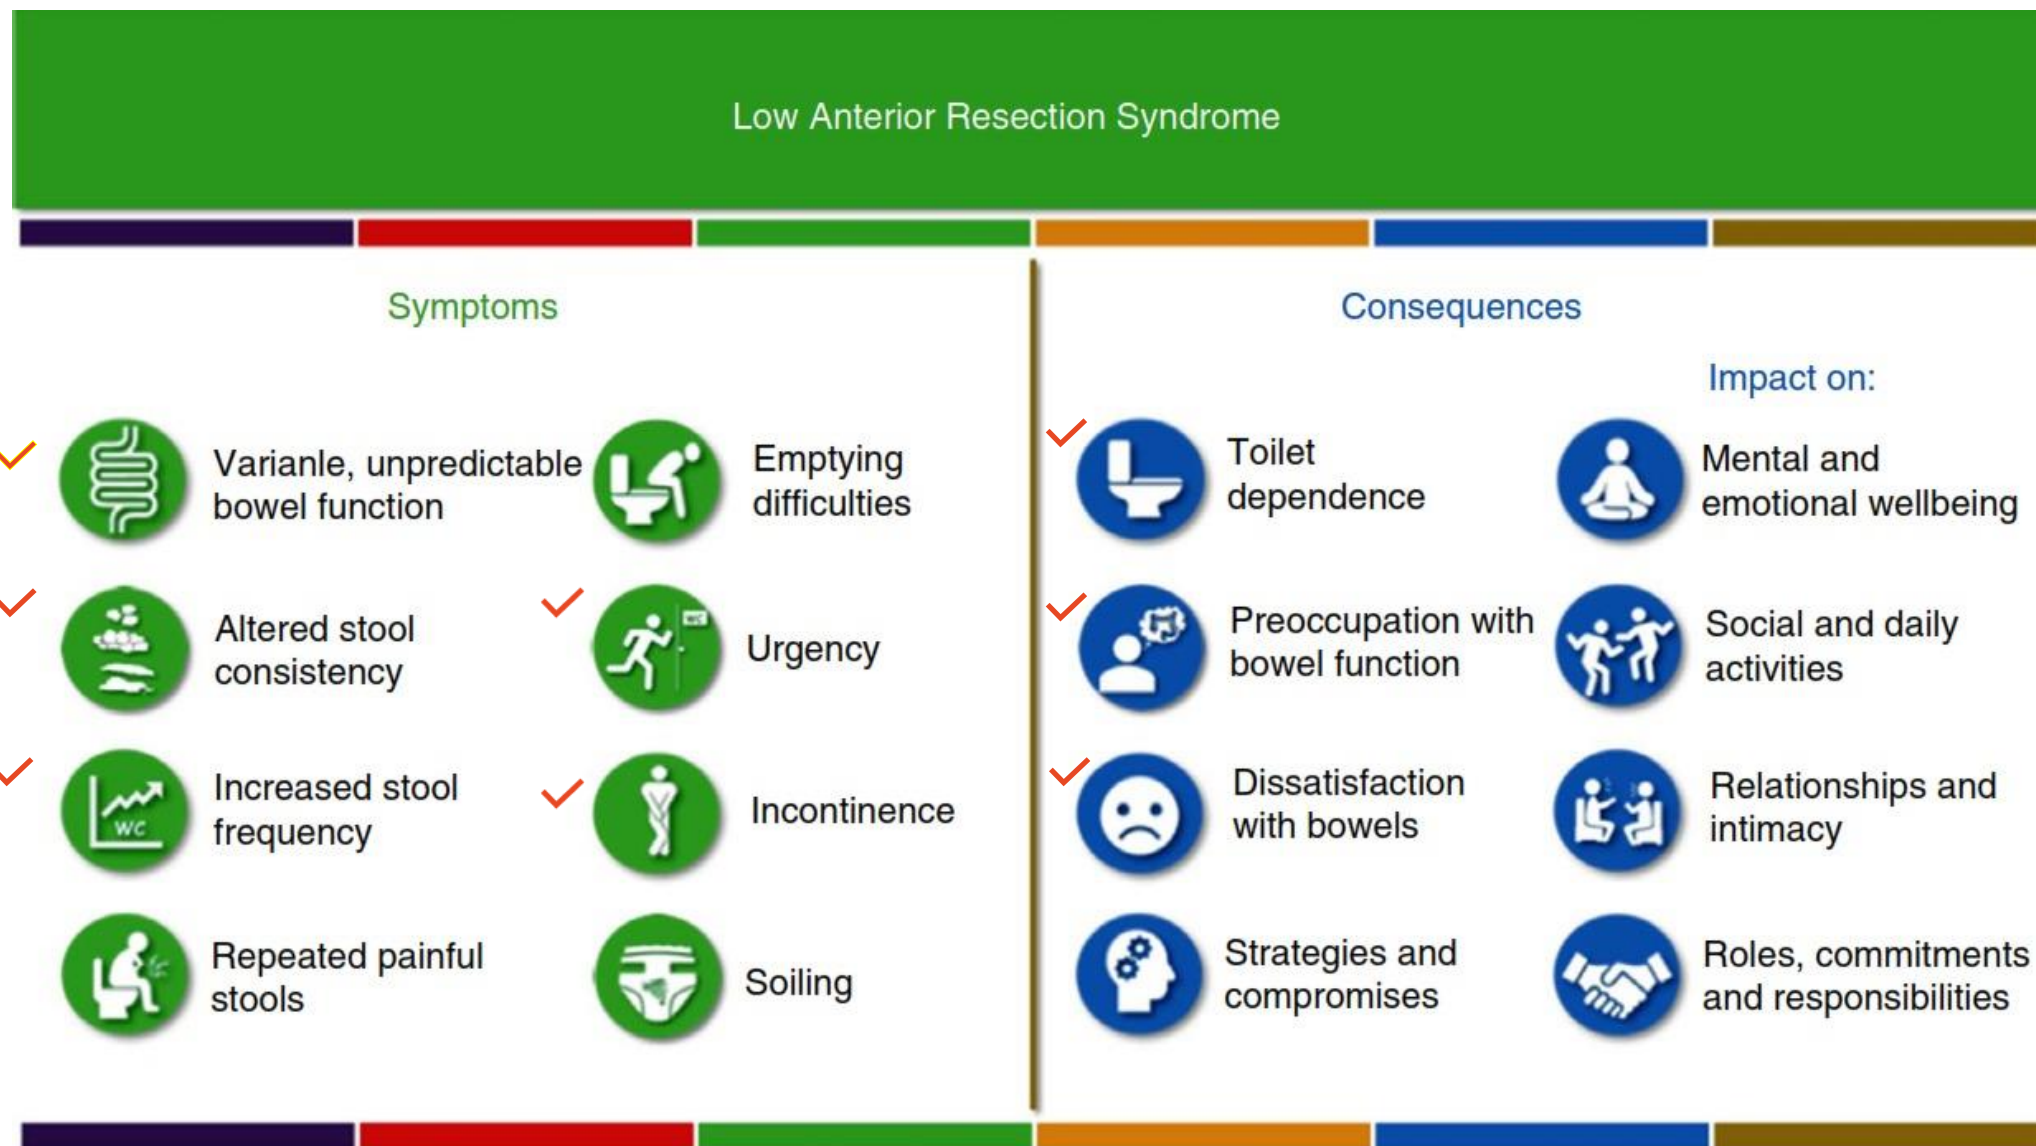 Low Anterior Resection Syndrome
Symptoms
Varianle, unpredictable
bowel function
Emptying
difficulties
Altered stool
consistency
WC
Urgency
WC
Increased stool
frequency
Incontinence
Repeated painful
stools
Soiling
Consequences
Impact on:
Toilet
dependence
Mental and
emotional wellbeing
Preoccupation with
bowel function
Social and daily
activities
Dissatisfaction
with bowels
Relationships and
intimacy
Strategies and
compromises
Roles, commitments
and responsibilities